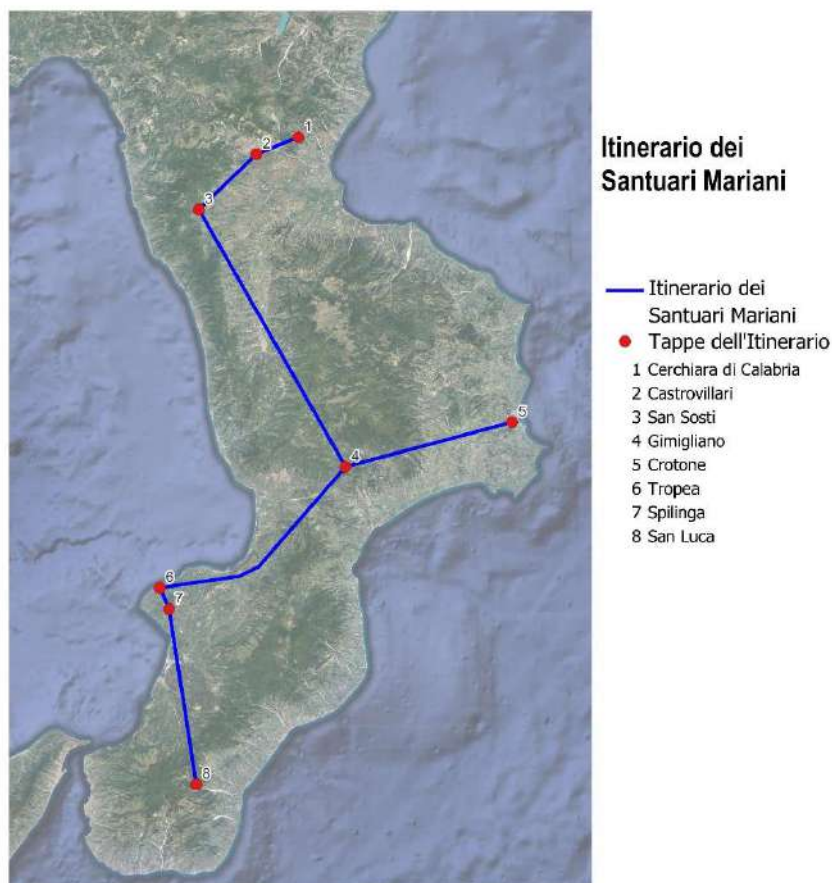 Itinerario dei
Santuari Mariani
Itinerario dei
Santuari Mariani
Tappe dell'Itinerario
1 Cerchiara di Calabria
2 Castrovillari
3 San Sosti
4 Gimigliano
5 Crotone
6 Tropea
7 Spilinga
8 San Luca
1
2
3
5
4
6
7
8